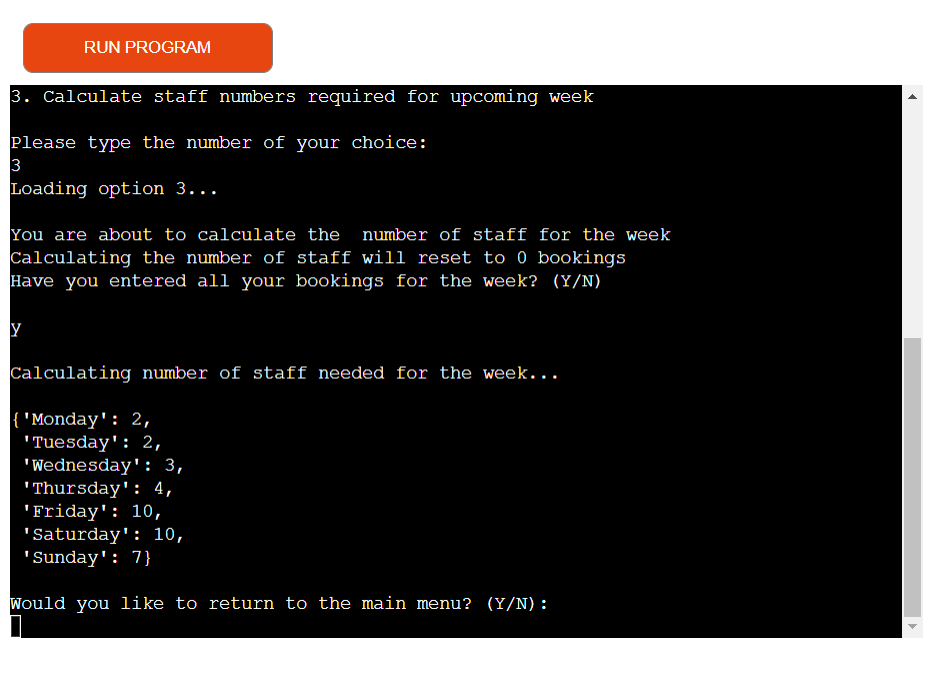 RUN PROGRAM
3. Calculate staff numbers required for upcoming week
Please type the number of your choice:
3
Loading option 3...
You are about to calculate the  number of staff for the week
Calculating the number of staff will reset to 0 bookings
Have you entered all your bookings for the week? (Y/N)
y
Calculating number of staff needed for the week...
{'Monday': 2,
 'Tuesday': 2,
 'Wednesday': 3,
 'Thursday': 4,
 'Friday': 10,
 'Saturday': 10,
 'Sunday': 7}
Would you like to return to the main menu? (Y/N):